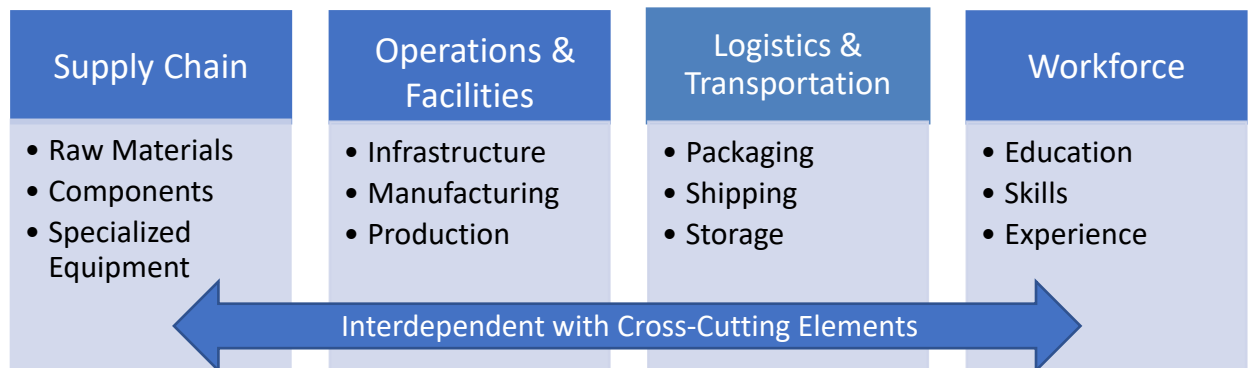 Supply Chain
• Raw Materials
• Components
• Specialized
Equipment
Operations &
Facilities
• Infrastructure
• Manufacturing
• Production
Logistics &
Transportation
• Packaging
• Shipping
• Storage
Workforce
• Education
• Skills
• Experience
Interdependent with Cross-Cutting Elements